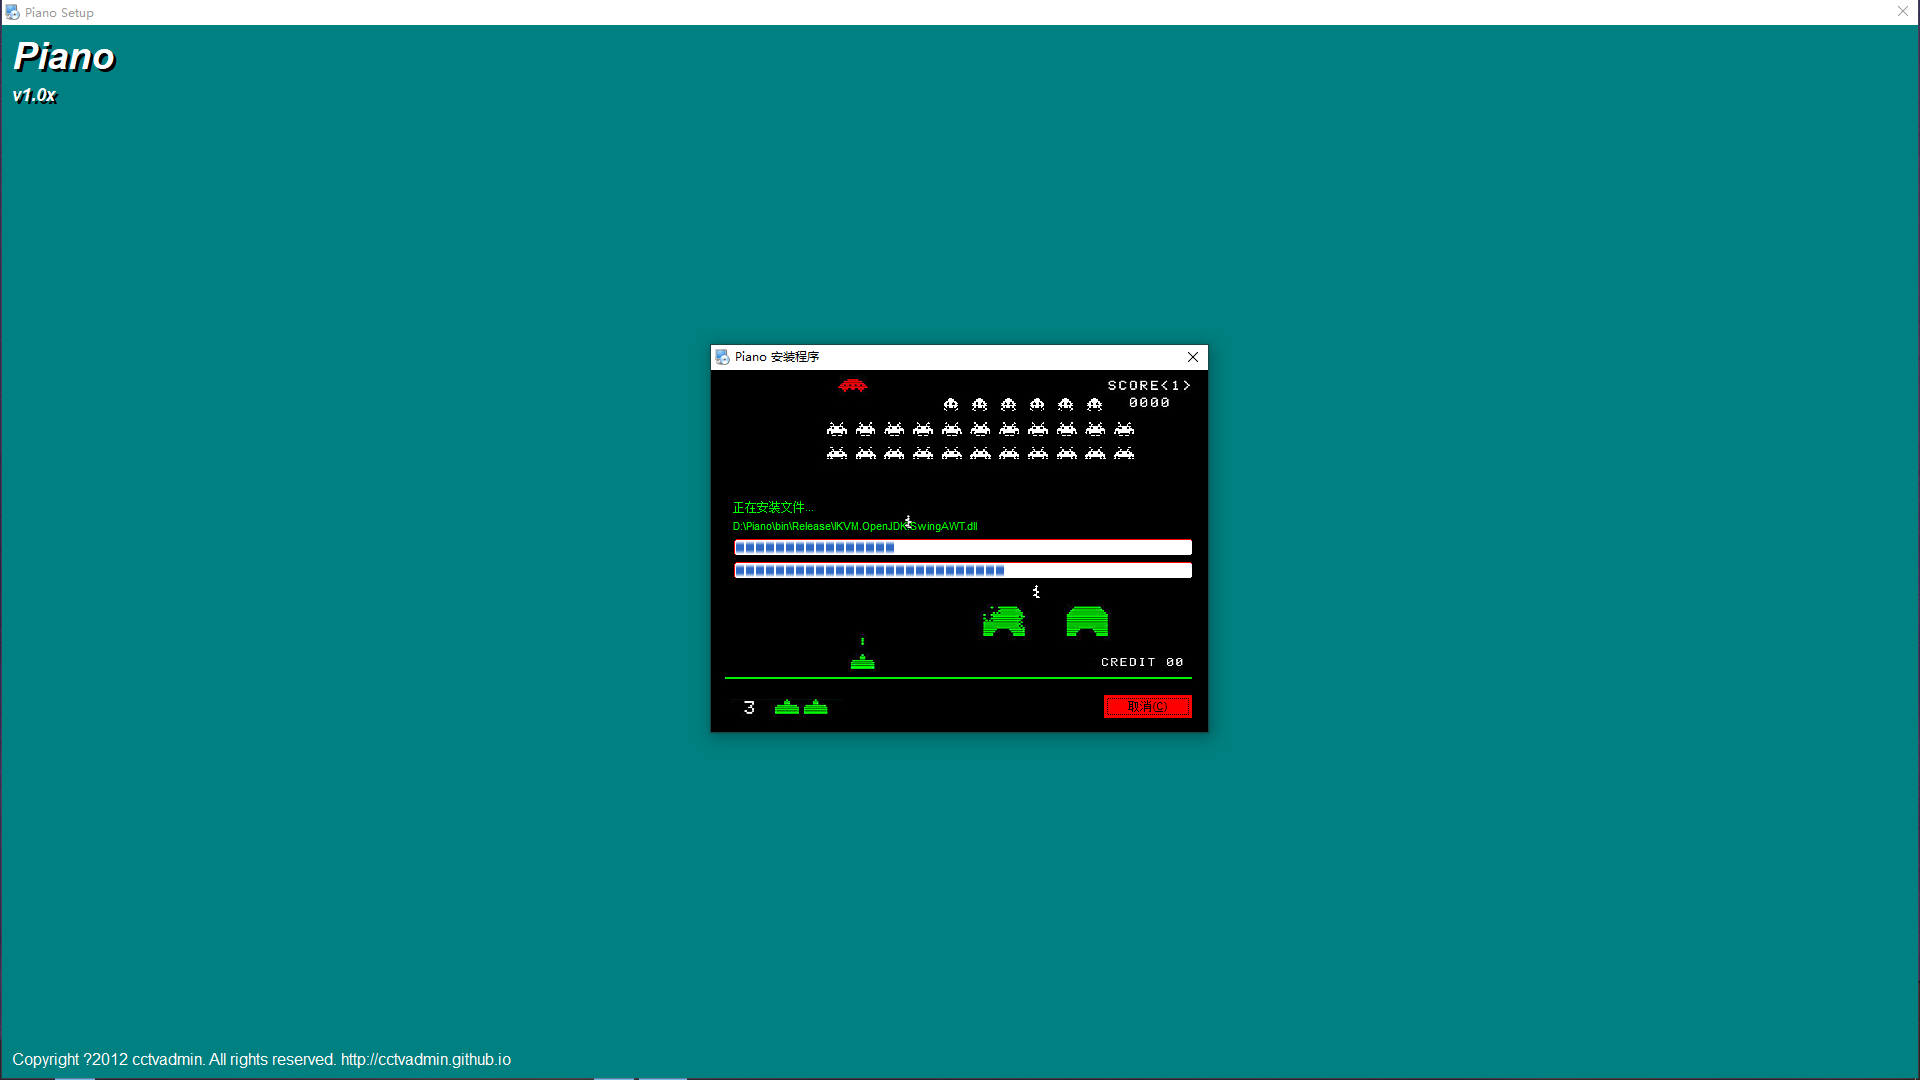 Piano Setup
Piano
v1.0x
Piano 安装程序
SCORE<1>
0000
正在安装文件...
D:\Piano\bin\Release\IKVM.OpenJDK.SwingAWT.dll
CREDIT 00
3
取消(C)
Copyright ?2012 cctvadmin. All rights reserved. http://cctvadmin.github.io